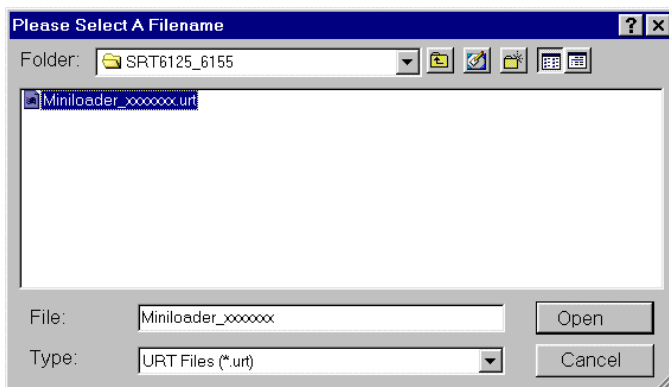 Please Select A Filename
Folder: SRT6125_6155
Miniloader_xxxxxxx.urt
File: Miniloader_xxxxxxx Open
Type: URT Files (*.urt) Cancel